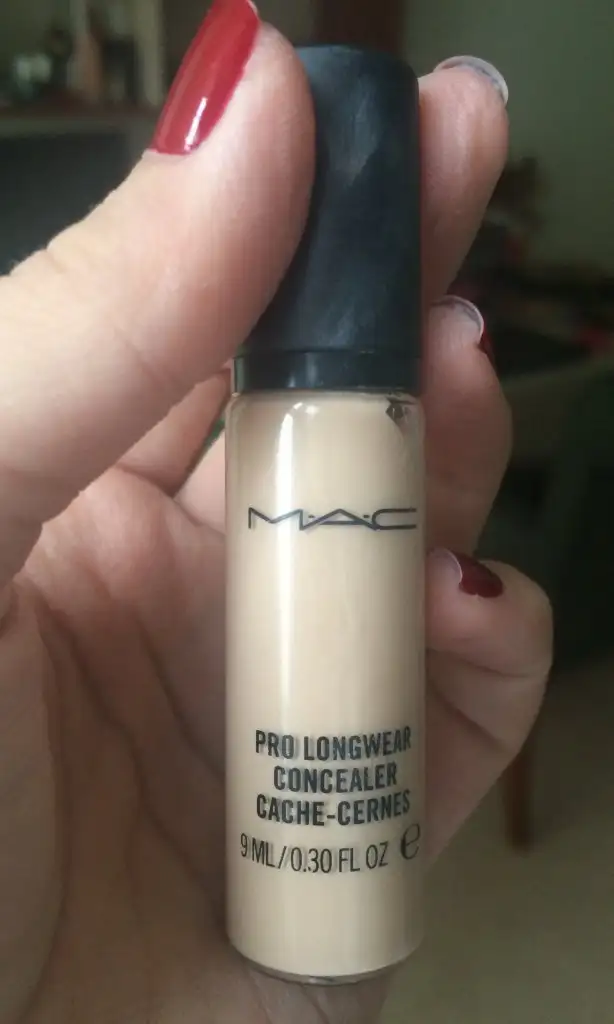 M·A·C
PRO LONGWEAR
CONCEALER
CACHE-CERNES
9 ML/0.30 FL OZ ℮